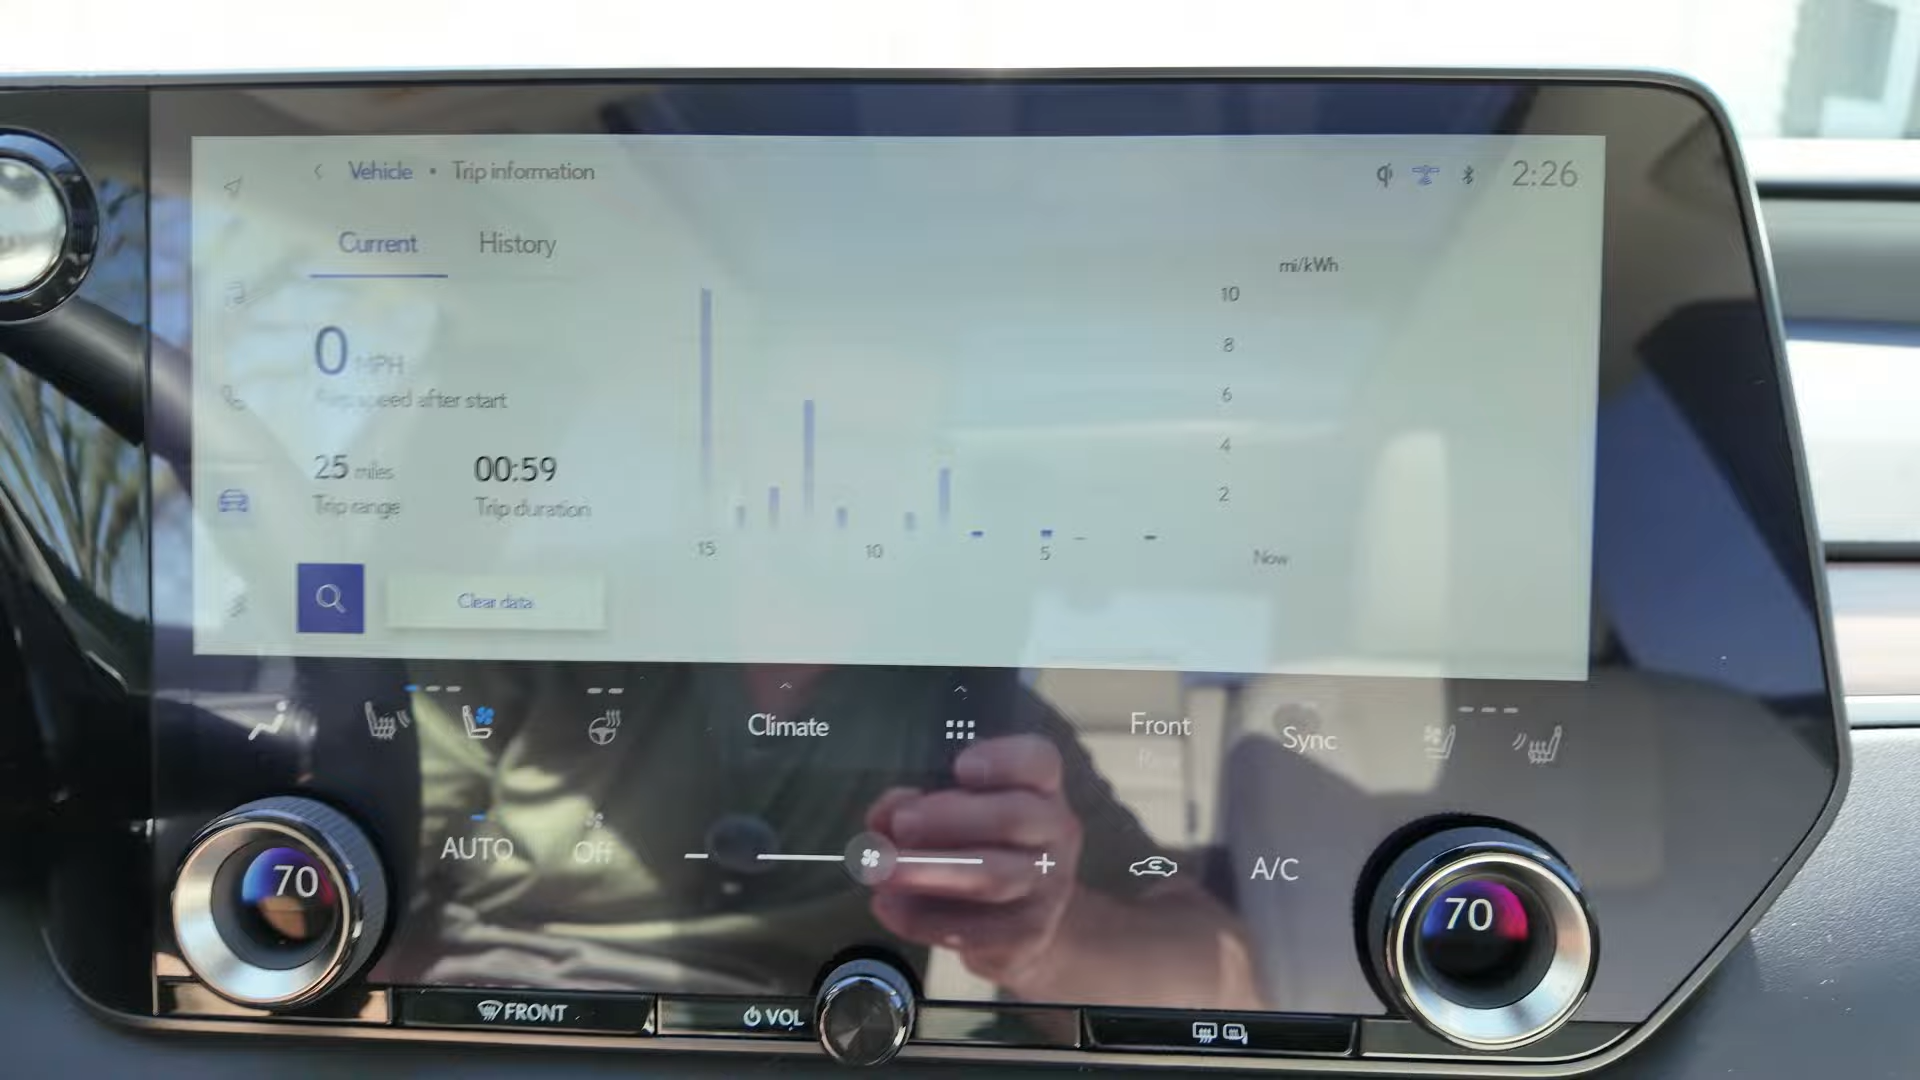 Vehicle • Trip information
2:26
Current
History
mi/kWh
10
8
6
4
2
0 MPH
speed after start
25 miles
00:59
Trip range
Trip duration
15
10
5
Now
Clear data
Climate
Front
Rear
Sync
AUTO
Off
A/C
70
70
FRONT
VOL